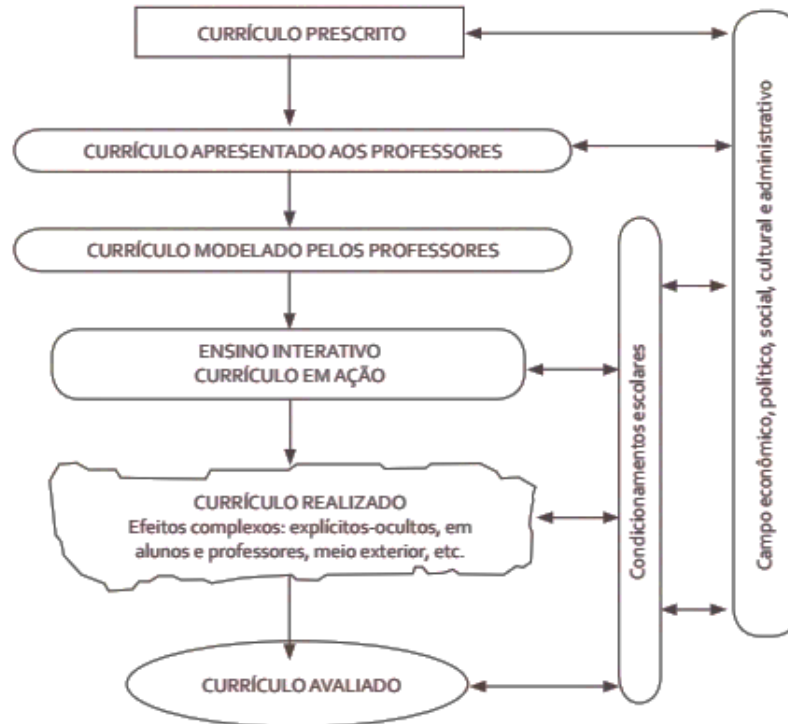 CURRÍCULO PRESCRITO
CURRÍCULO APRESENTADO AOS PROFESSORES
CURRÍCULO MODELADO PELOS PROFESSORES
ENSINO INTERATIVO
CURRÍCULO EM AÇÃO
CURRÍCULO REALIZADO
Efeitos complexos: explícitos-ocultos, em
alunos e professores, meio exterior, etc.
CURRÍCULO AVALIADO
Condicionamentos escolares
Campo econômico, político, social, cultural e administrativo